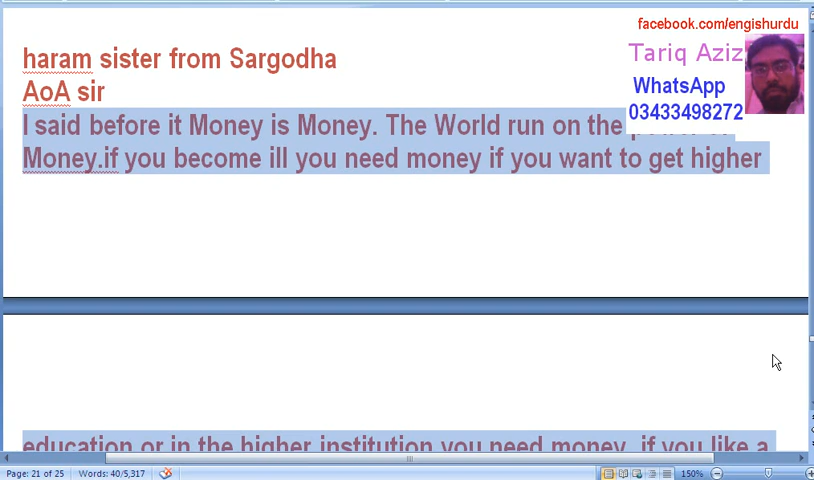 facebook.com/engishurdu
Tariq Aziz
WhatsApp
03433498272
haram sister from Sargodha
AoA sir
I said before it Money is Money. The World run on the power of
Money.if you become ill you need money if you want to get higher
education or in the higher institution you need money. if you like a
Page: 21 of 25 Words: 40/5,317 150%